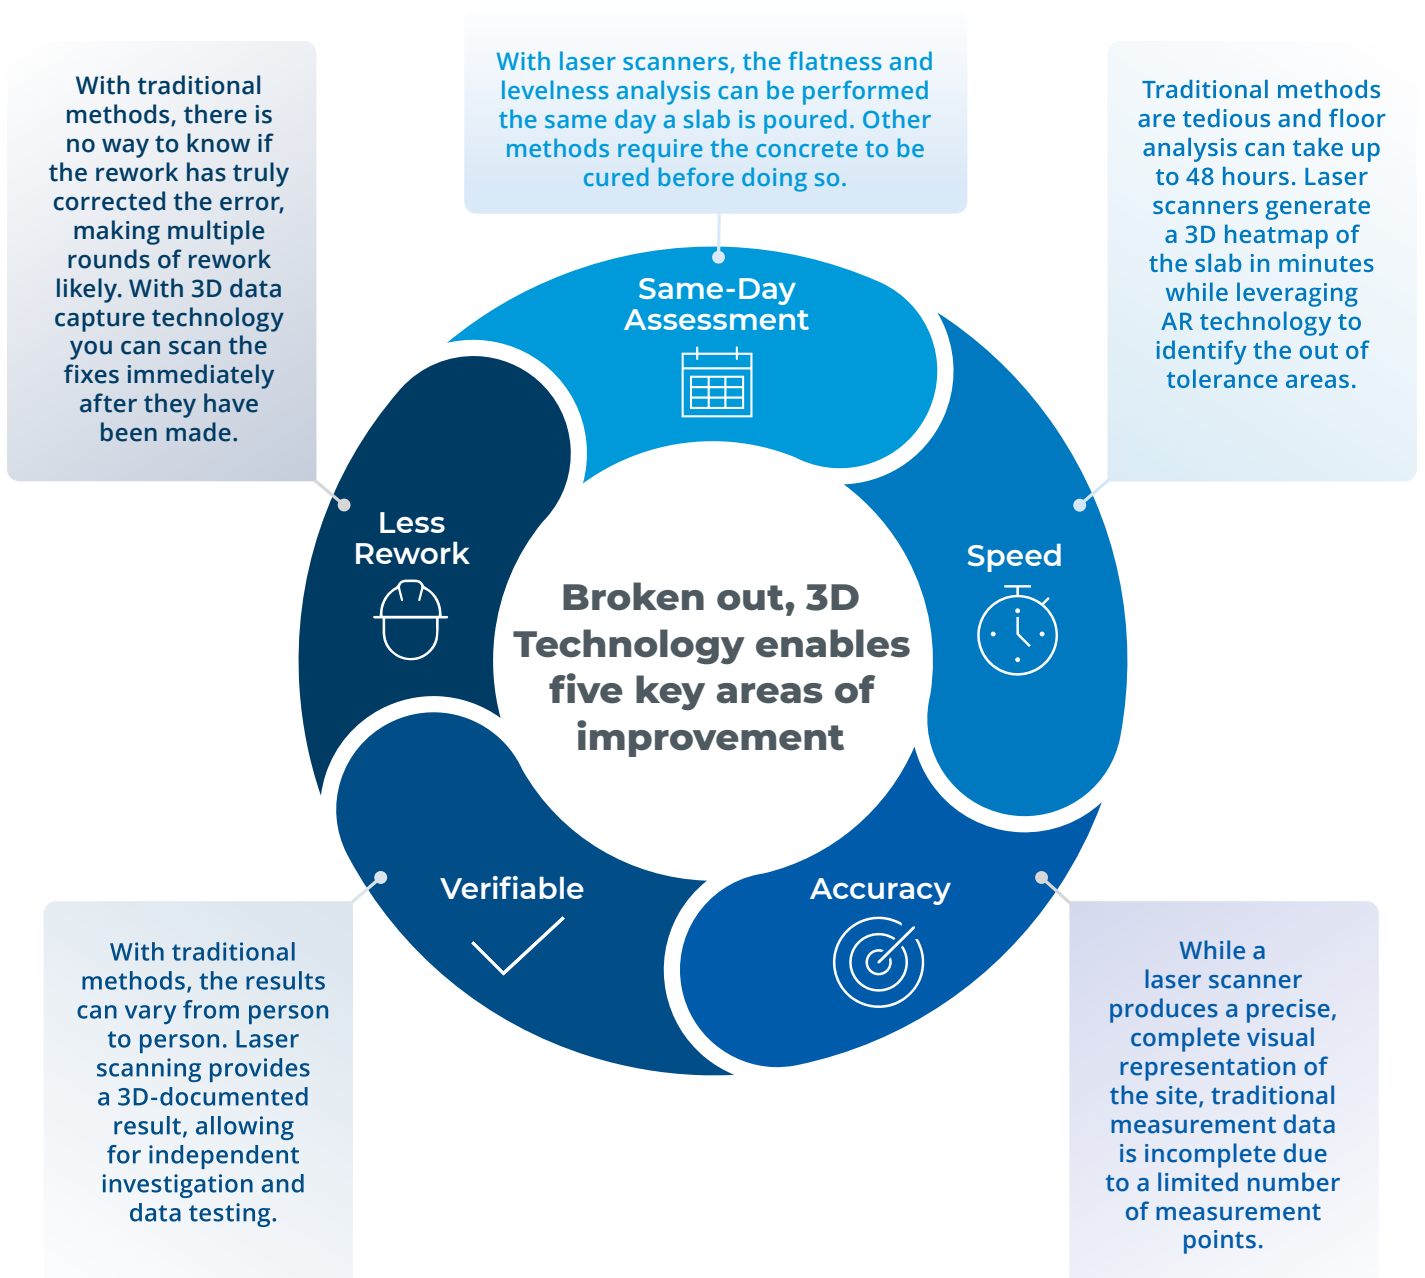 With laser scanners, the flatness and
levelness analysis can be performed
the same day a slab is poured. Other
methods require the concrete to be
cured before doing so.
With traditional
methods, there is
no way to know if
the rework has truly
corrected the error,
making multiple
rounds of rework
likely. With 3D data
capture technology
you can scan the
fixes immediately
after they have
been made.
Traditional methods
are tedious and floor
analysis can take up
to 48 hours. Laser
scanners generate
a 3D heatmap of
the slab in minutes
while leveraging
AR technology to
identify the out of
tolerance areas.
Same-Day
Assessment
Less
Rework
Speed
Broken out, 3D
Technology enables
five key areas of
improvement
Verifiable
Accuracy
With traditional
methods, the results
can vary from person
to person. Laser
scanning provides
a 3D-documented
result, allowing
for independent
investigation and
data testing.
While a
laser scanner
produces a precise,
complete visual
representation of
the site, traditional
measurement data
is incomplete due
to a limited number
of measurement
points.